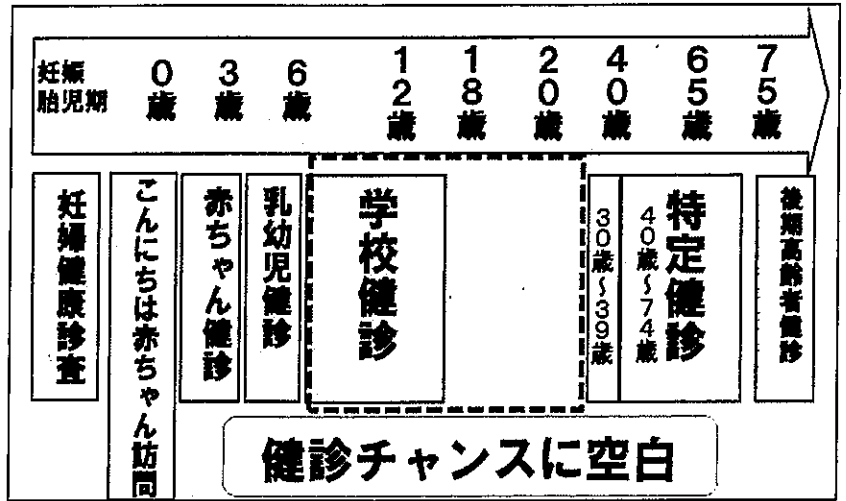 妊娠
胎児期
0歳
3歳
6歳
12歳
18歳
20歳
40歳
65歳
75歳
妊婦健康診査
こんにちは赤ちゃん訪問
赤ちゃん健診
乳幼児健診
学校健診
30歳~39歳
特定健診
40歳~74歳
後期高齢者健診
健診チャンスに空白